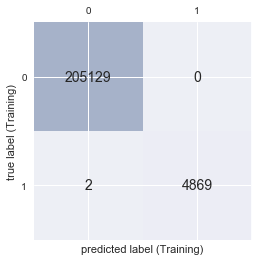 0 1
0 205129 0
1 2 4869
true label (Training)
predicted label (Training)